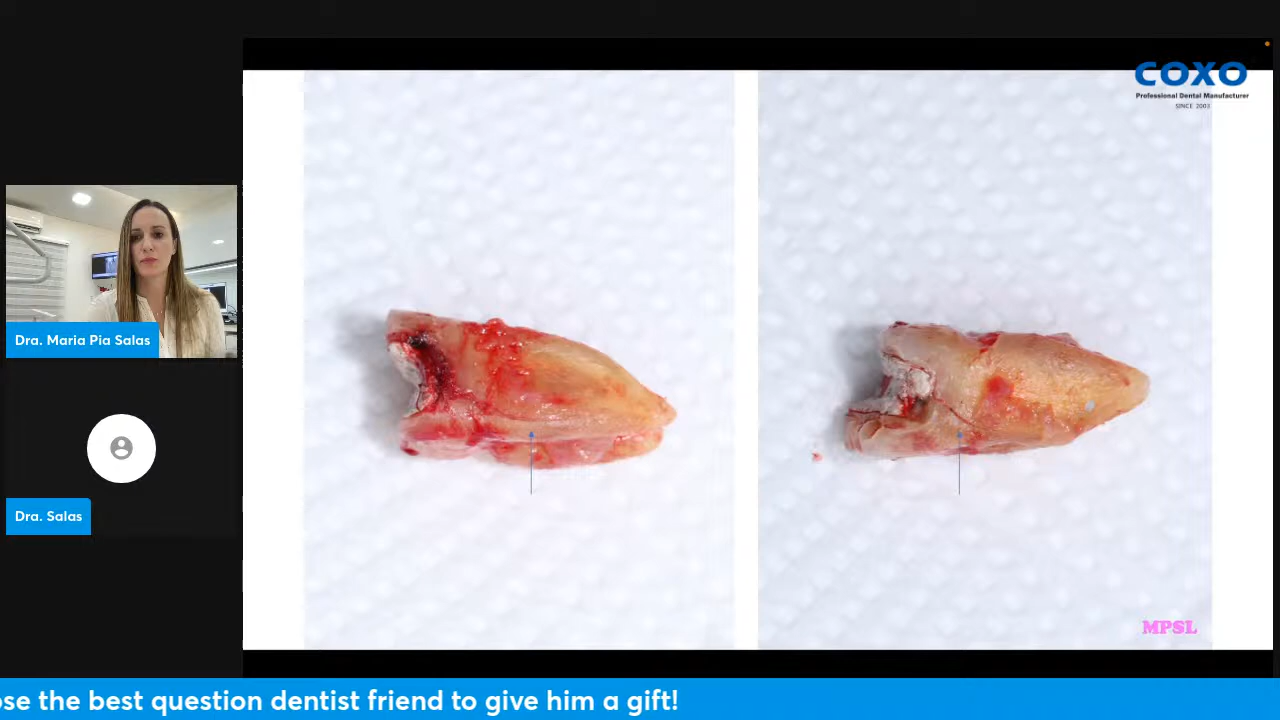 COXO
Professional Dental Manufacturer
SINCE 2003
Dra. Maria Pia Salas
Dra. Salas
MPSL
ose the best question dentist friend to give him a gift!